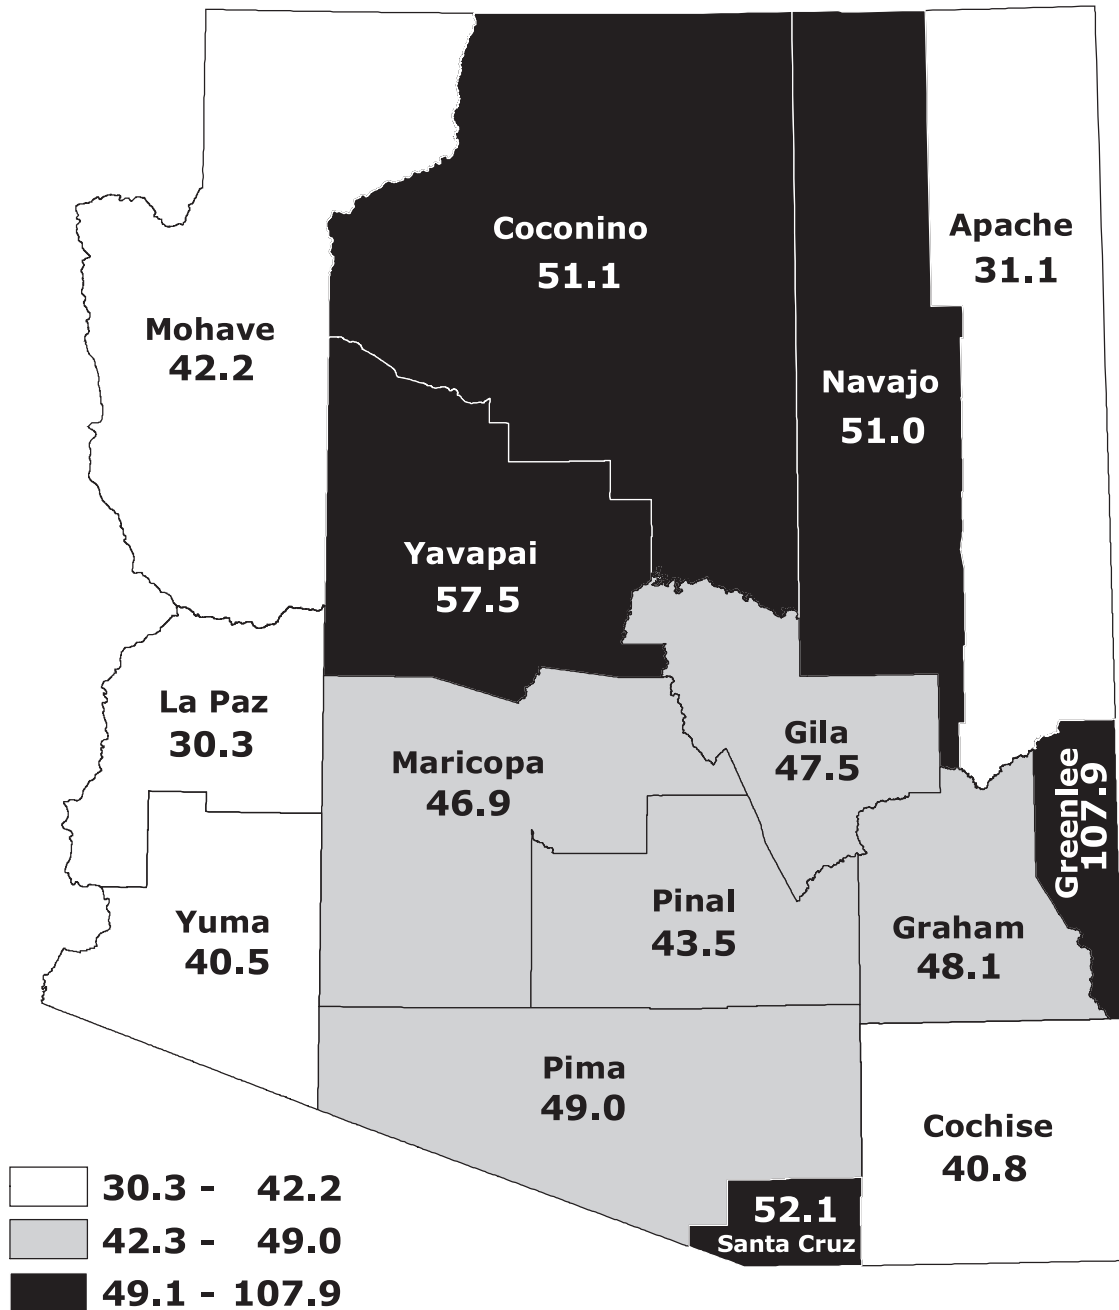 Coconino
51.1
Apache
31.1
Mohave
42.2
Navajo
51.0
Yavapai
57.5
La Paz
30.3
Maricopa
46.9
Gila
47.5
Greenlee
107.9
Yuma
40.5
Pinal
43.5
Graham
48.1
Pima
49.0
Cochise
40.8
52.1
Santa Cruz
30.3 - 42.2
42.3 - 49.0
49.1 - 107.9